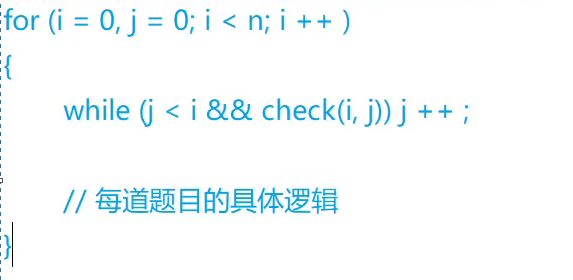 for (i = 0, j = 0; i < n; i ++ )
{
while (j < i && check(i, j)) j ++ ;
// 每道题目的具体逻辑
}